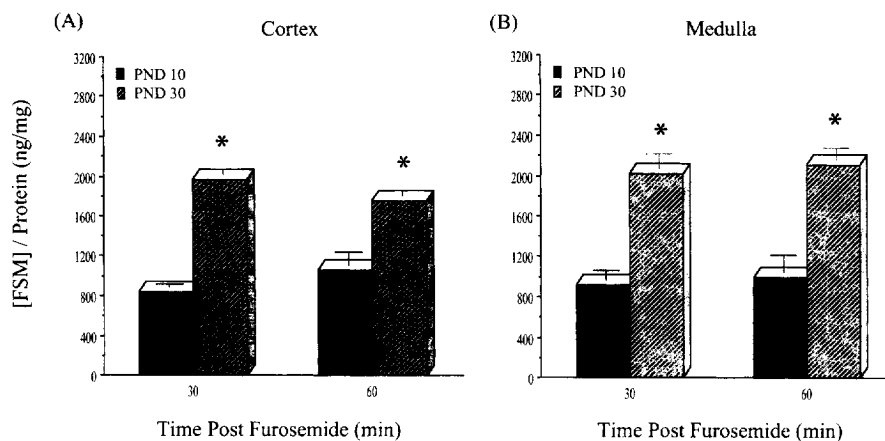 (A)
Cortex
3200
2800
2400
2000
1600
1200
800
400
0
PND 10
PND 30
*
*
30
60
Time Post Furosemide (min)
[FSM] / Protein (ng/mg)
(B)
Medulla
3200
2800
2400
2000
1600
1200
800
400
0
PND 10
PND 30
*
*
30
60
Time Post Furosemide (min)